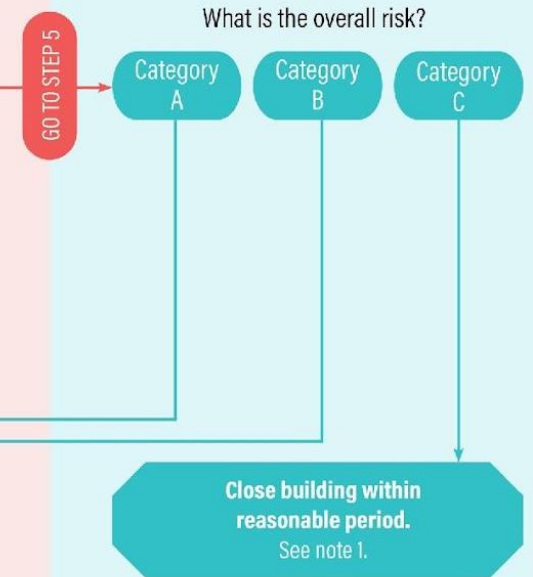 What is the overall risk?
GO TO STEP 5
Category
A
Category
B
Category
C
Close building within
reasonable period.
See note 1.